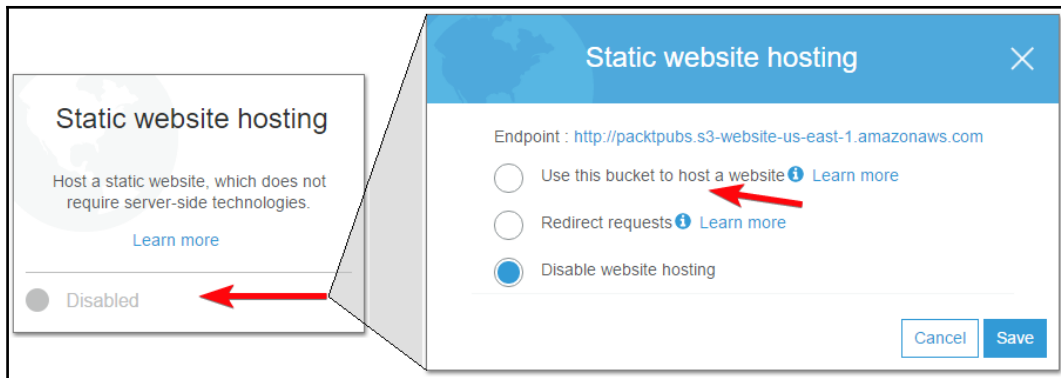 Static website hosting
Host a static website, which does not
require server-side technologies.
Learn more
Disabled
Static website hosting
Endpoint : http://packtpubs.s3-website-us-east-1.amazonaws.com
Use this bucket to host a website Learn more
Redirect requests Learn more
Disable website hosting
Cancel Save